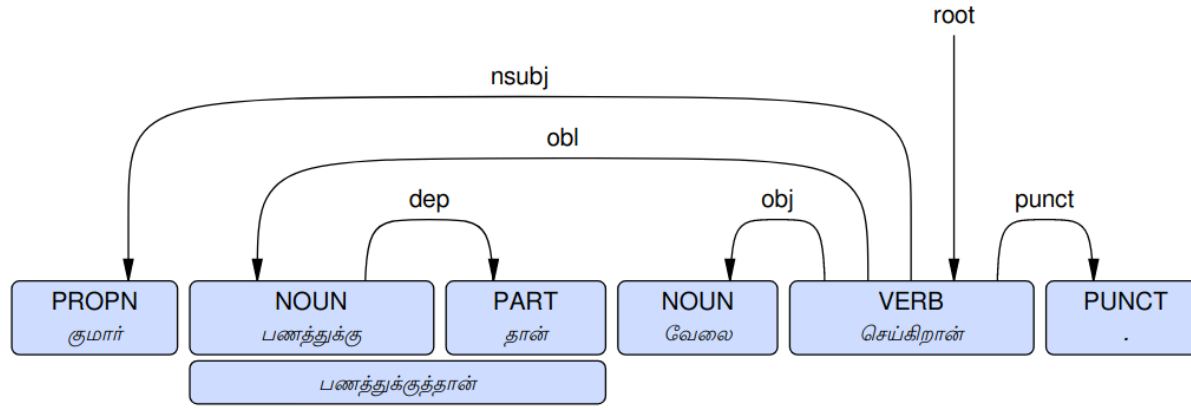 root
nsubj
obl
dep obj punct
PROPN NOUN PART NOUN VERB PUNCT
குமார் பணத்துக்கு தான் வேலை செய்கிறான் .
பணத்துக்குத்தான்